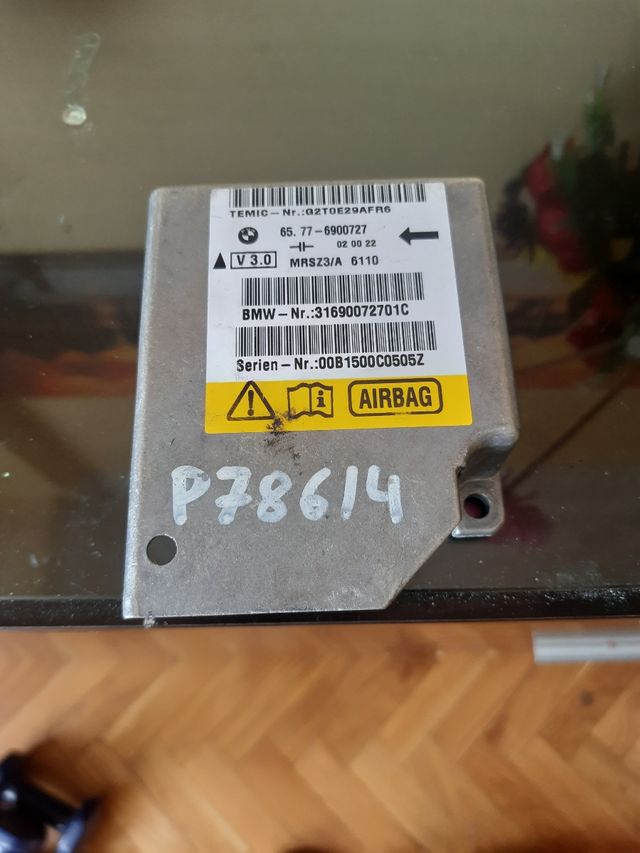 TEMIC-Nr.:G2T0E29AFR6
65.77-6900727
02 00 22
V 3.0 MRSZ3/A 6110
BMW-Nr.:31690072701C
Serien-Nr.:00B1500C0505Z
AIRBAG
P78614